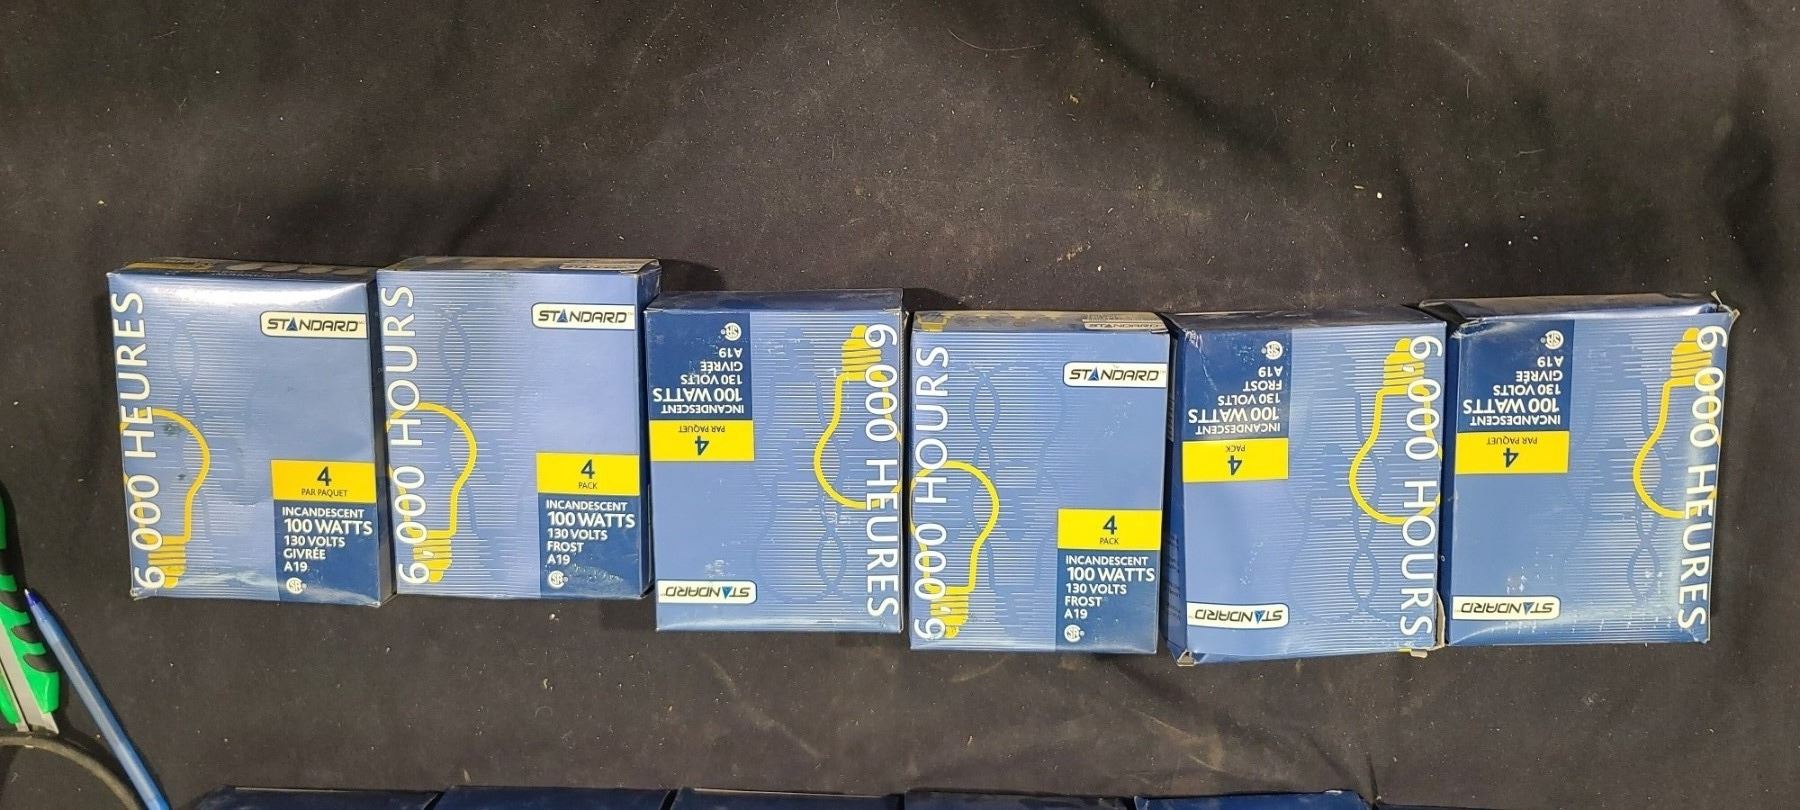 6,000 HEURES
STANDARD
4
PAR PAQUET
INCANDESCENT
100 WATTS
130 VOLTS
GIVRÉE
A19
6,000 HOURS
STANDARD
4
PACK
INCANDESCENT
100 WATTS
130 VOLTS
FROST
A19
6,000 HEURES
STANDARD
4
PAR PAQUET
INCANDESCENT
100 WATTS
130 VOLTS
GIVRÉE
A19
6,000 HOURS
STANDARD
4
PACK
INCANDESCENT
100 WATTS
130 VOLTS
FROST
A19
6,000 HOURS
STANDARD
4
PACK
INCANDESCENT
100 WATTS
130 VOLTS
FROST
A19
6,000 HEURES
STANDARD
4
PAR PAQUET
INCANDESCENT
100 WATTS
130 VOLTS
GIVRÉE
A19